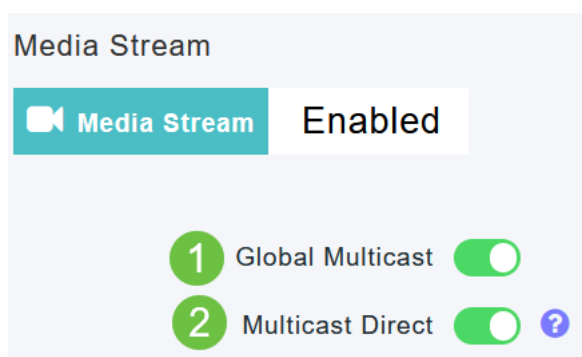 Media Stream
Media Stream Enabled
1 Global Multicast
2 Multicast Direct ?